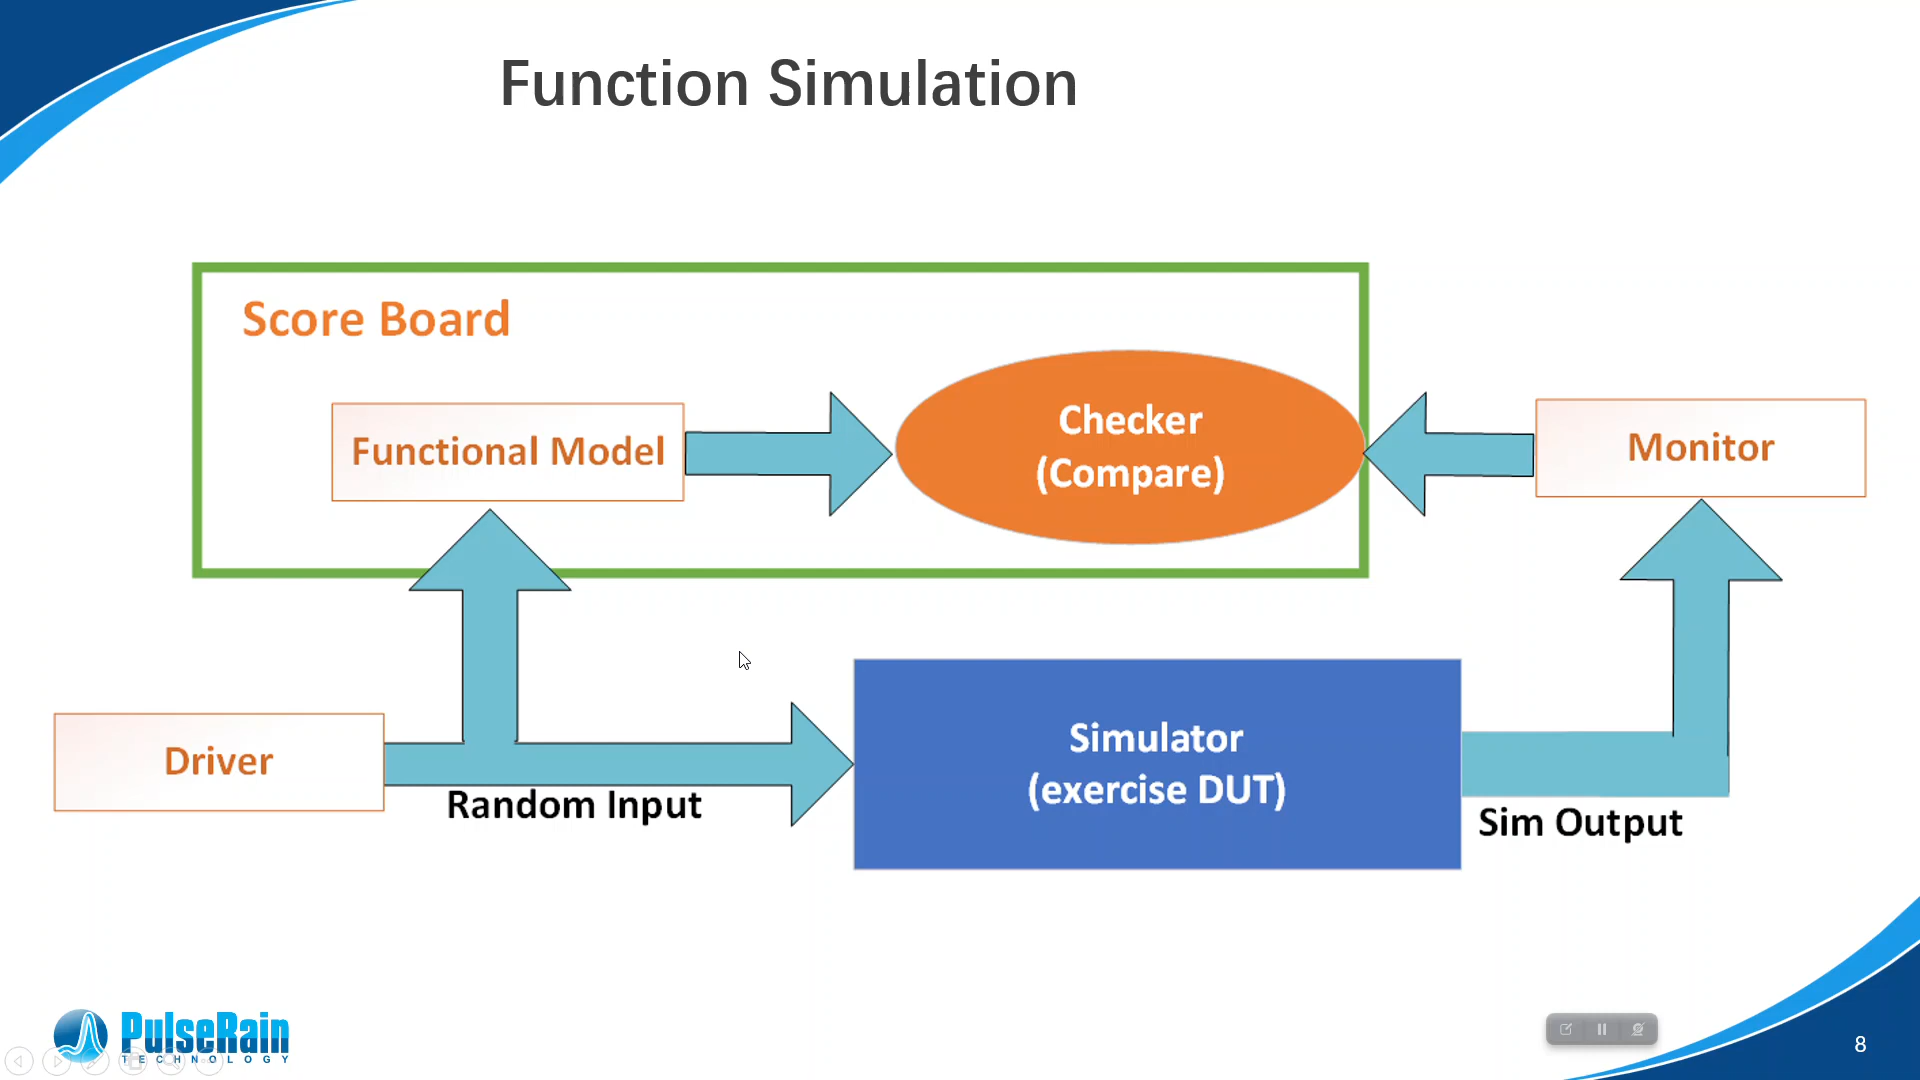 Function Simulation
Score Board
Functional Model
Checker
(Compare)
Monitor
Driver
Random Input
Simulator
(exercise DUT)
Sim Output
PulseRain
TECHNOLOGY
8